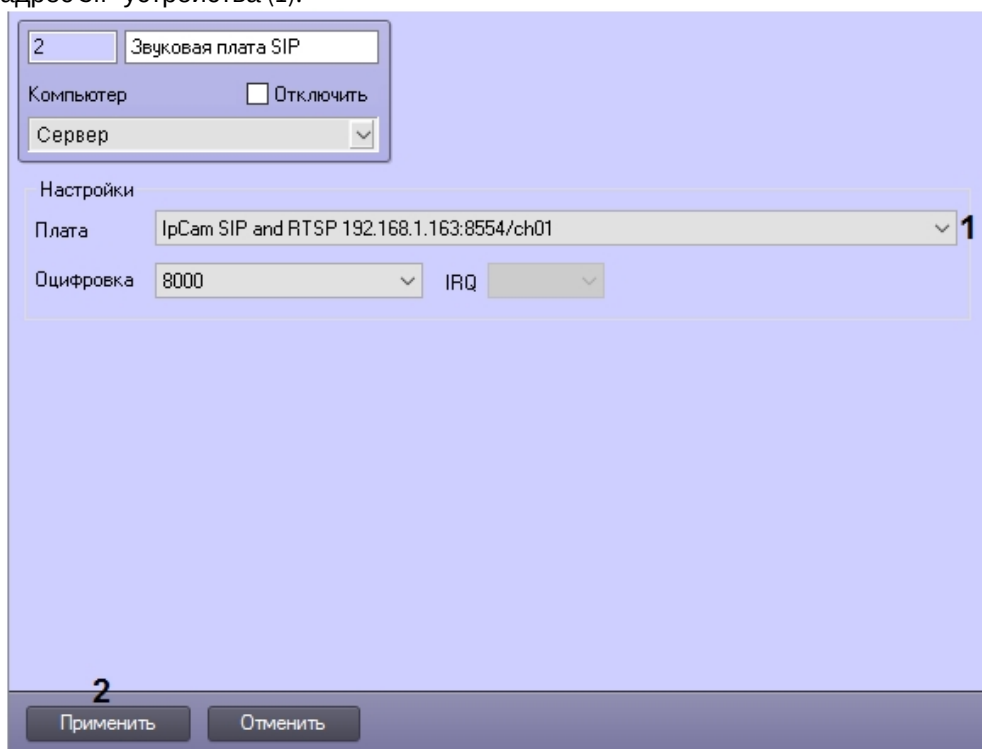 адрес SIP устройства (1).
2 Звуковая плата SIP
Компьютер Отключить
Сервер
Настройки
Плата IpCam SIP and RTSP 192.168.1.163:8554/ch01 1
Оцифровка 8000 IRQ
2
Применить Отменить